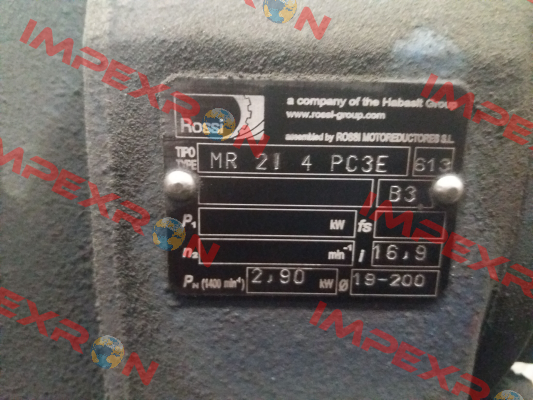 Rossi
a company of the Habasit Group
www.rossi-group.com
assembled by ROSSI MOTOREDUCTORES S.L.
TIPO
TYPE MR 2I 4 PC3E 613
B3
P₁ kW fs
n₂ min⁻¹ i 16,9
Pₙ (1400 min⁻¹) 2,90 kW Ø 19-200
IMPEXRON
IMPEXRON
IMPEXRON
IMPEXRON